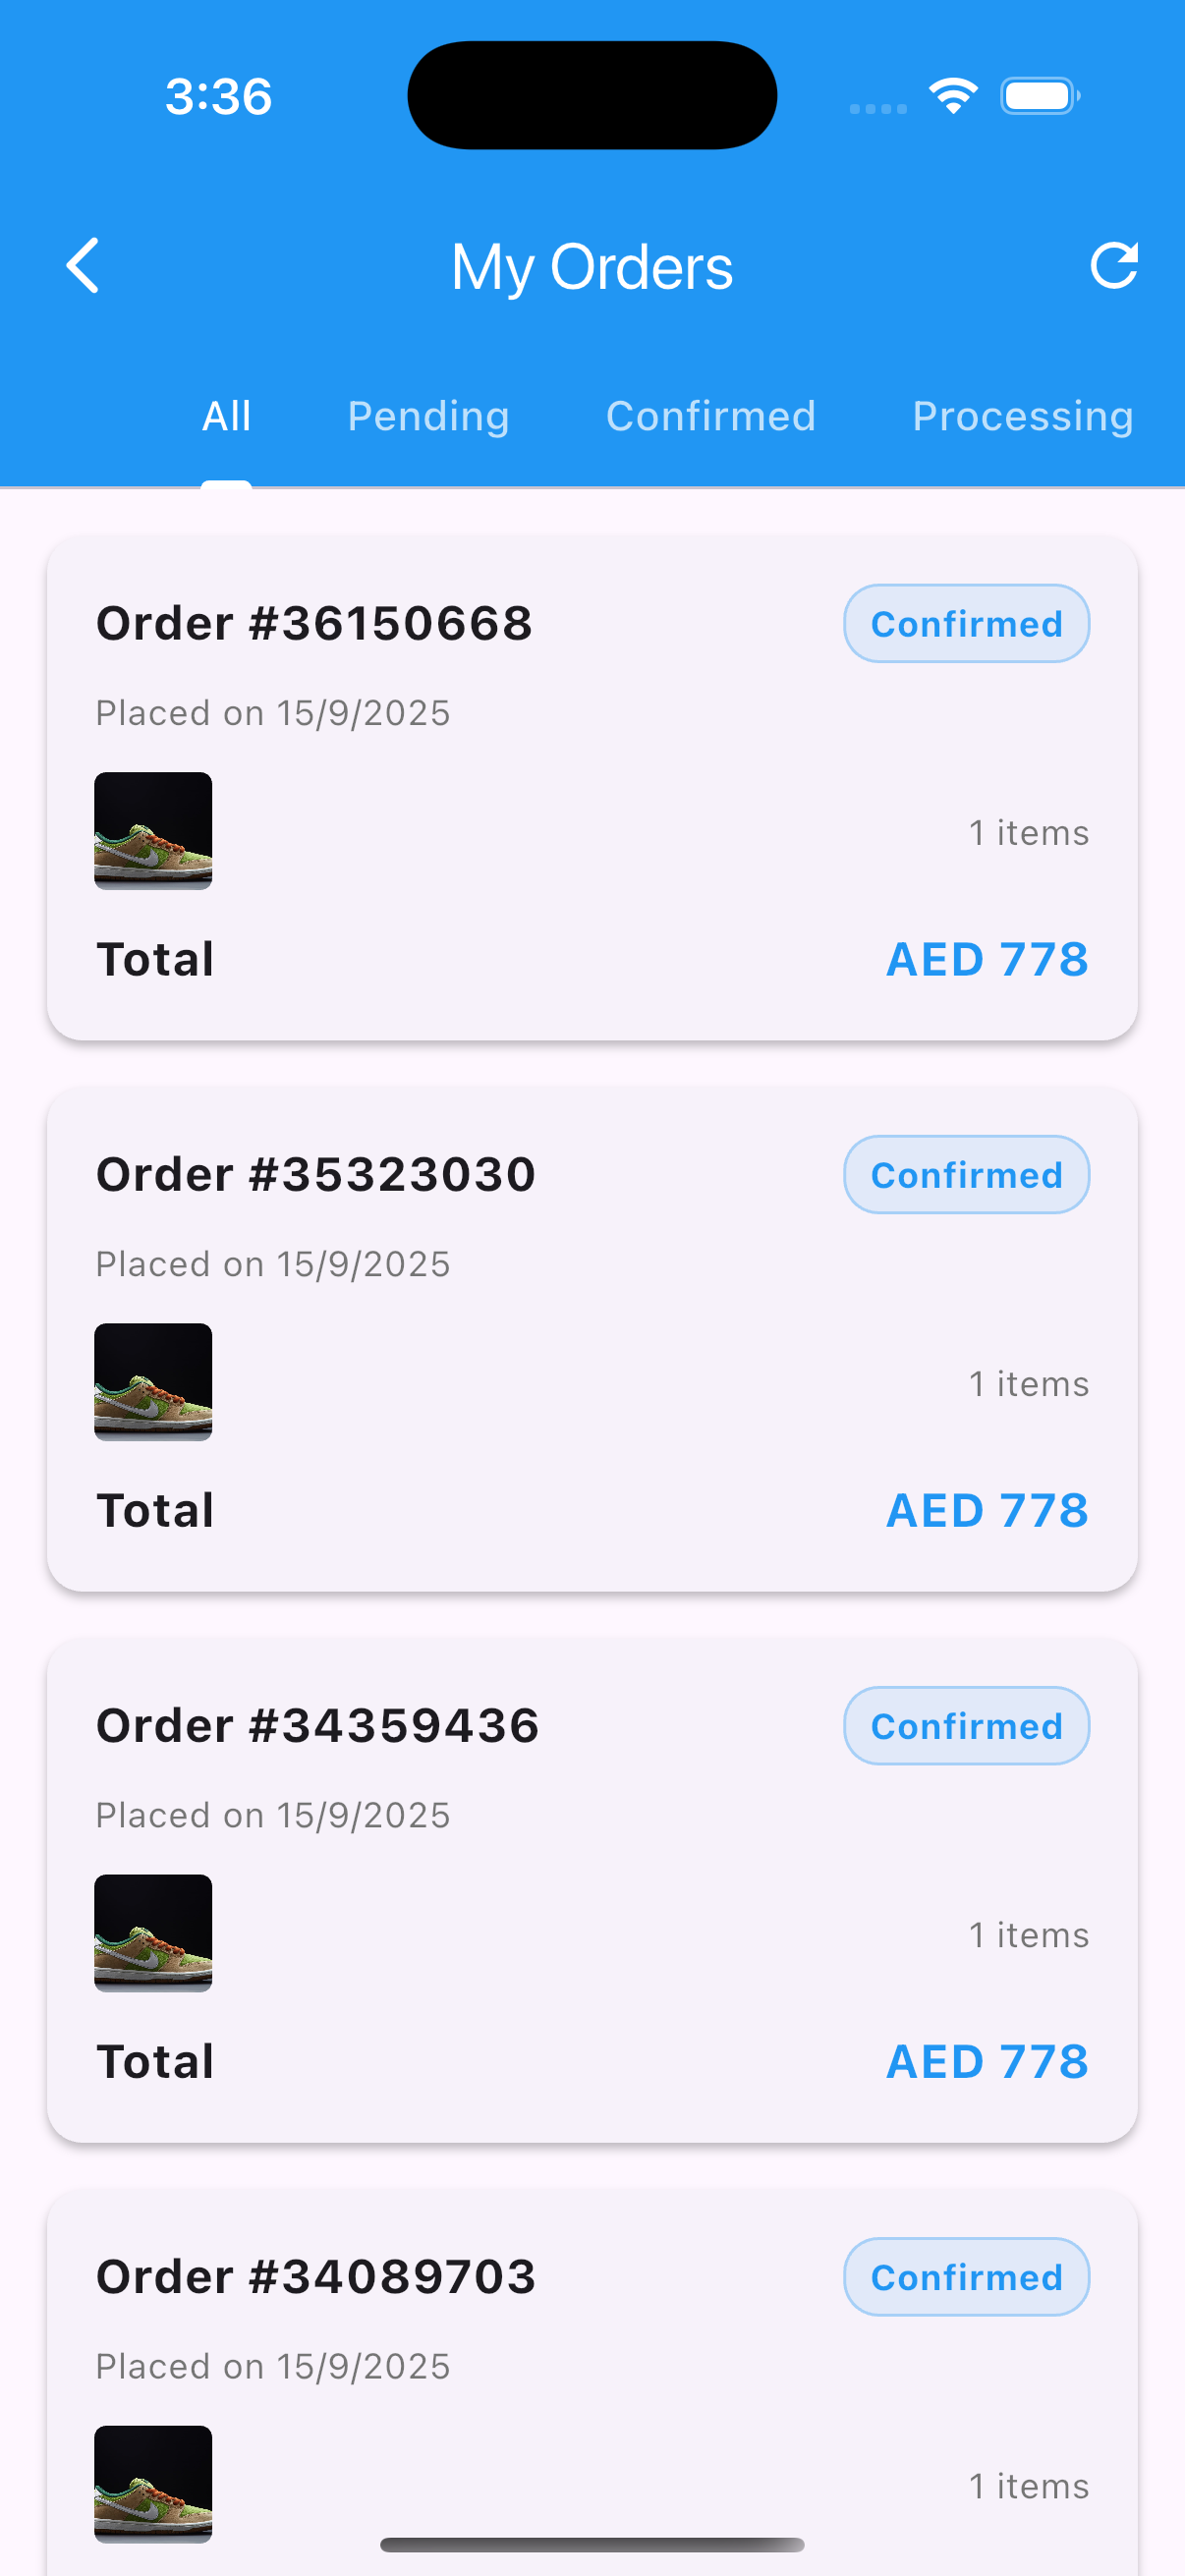 3:36
My Orders
All Pending Confirmed Processing
Order #36150668 Confirmed
Placed on 15/9/2025
1 items
Total AED 778
Order #35323030 Confirmed
Placed on 15/9/2025
1 items
Total AED 778
Order #34359436 Confirmed
Placed on 15/9/2025
1 items
Total AED 778
Order #34089703 Confirmed
Placed on 15/9/2025
1 items